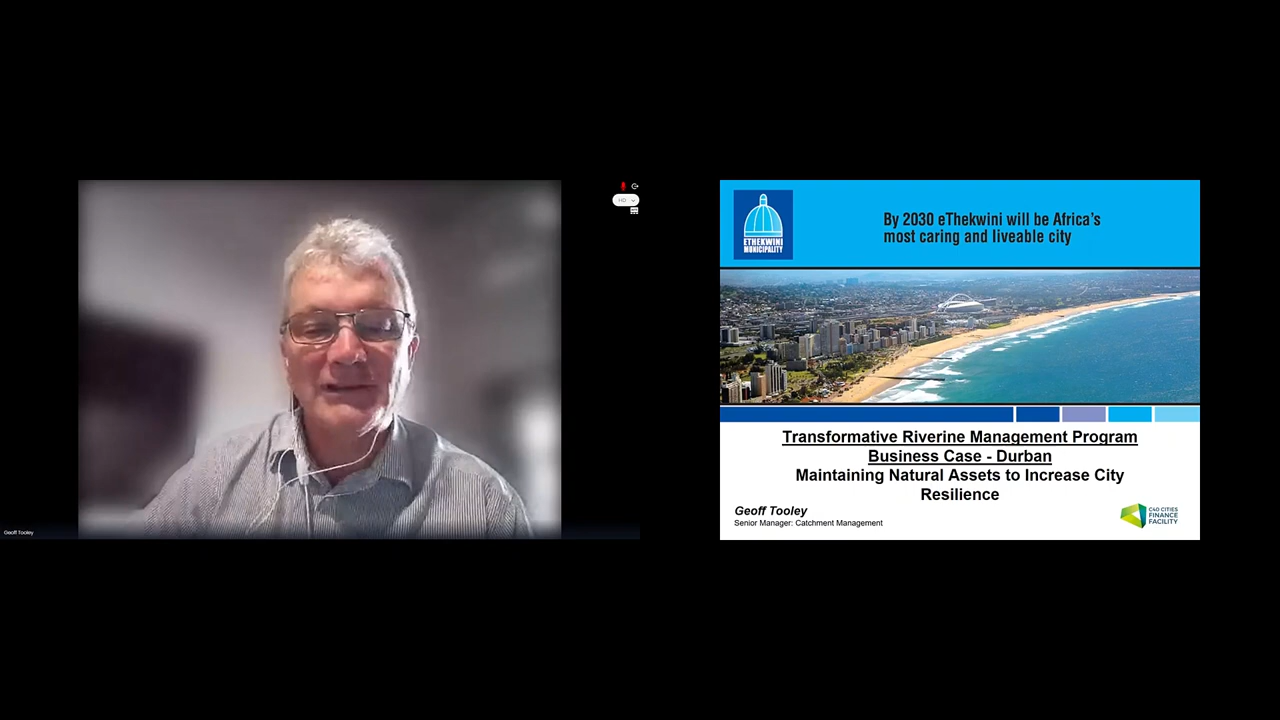 Geoff Tooley
HD
ETHEKWINI
MUNICIPALITY
By 2030 eThekwini will be Africa's
most caring and liveable city
Transformative Riverine Management Program
Business Case - Durban
Maintaining Natural Assets to Increase City
Resilience
Geoff Tooley
Senior Manager: Catchment Management
C40 CITIES
FINANCE
FACILITY